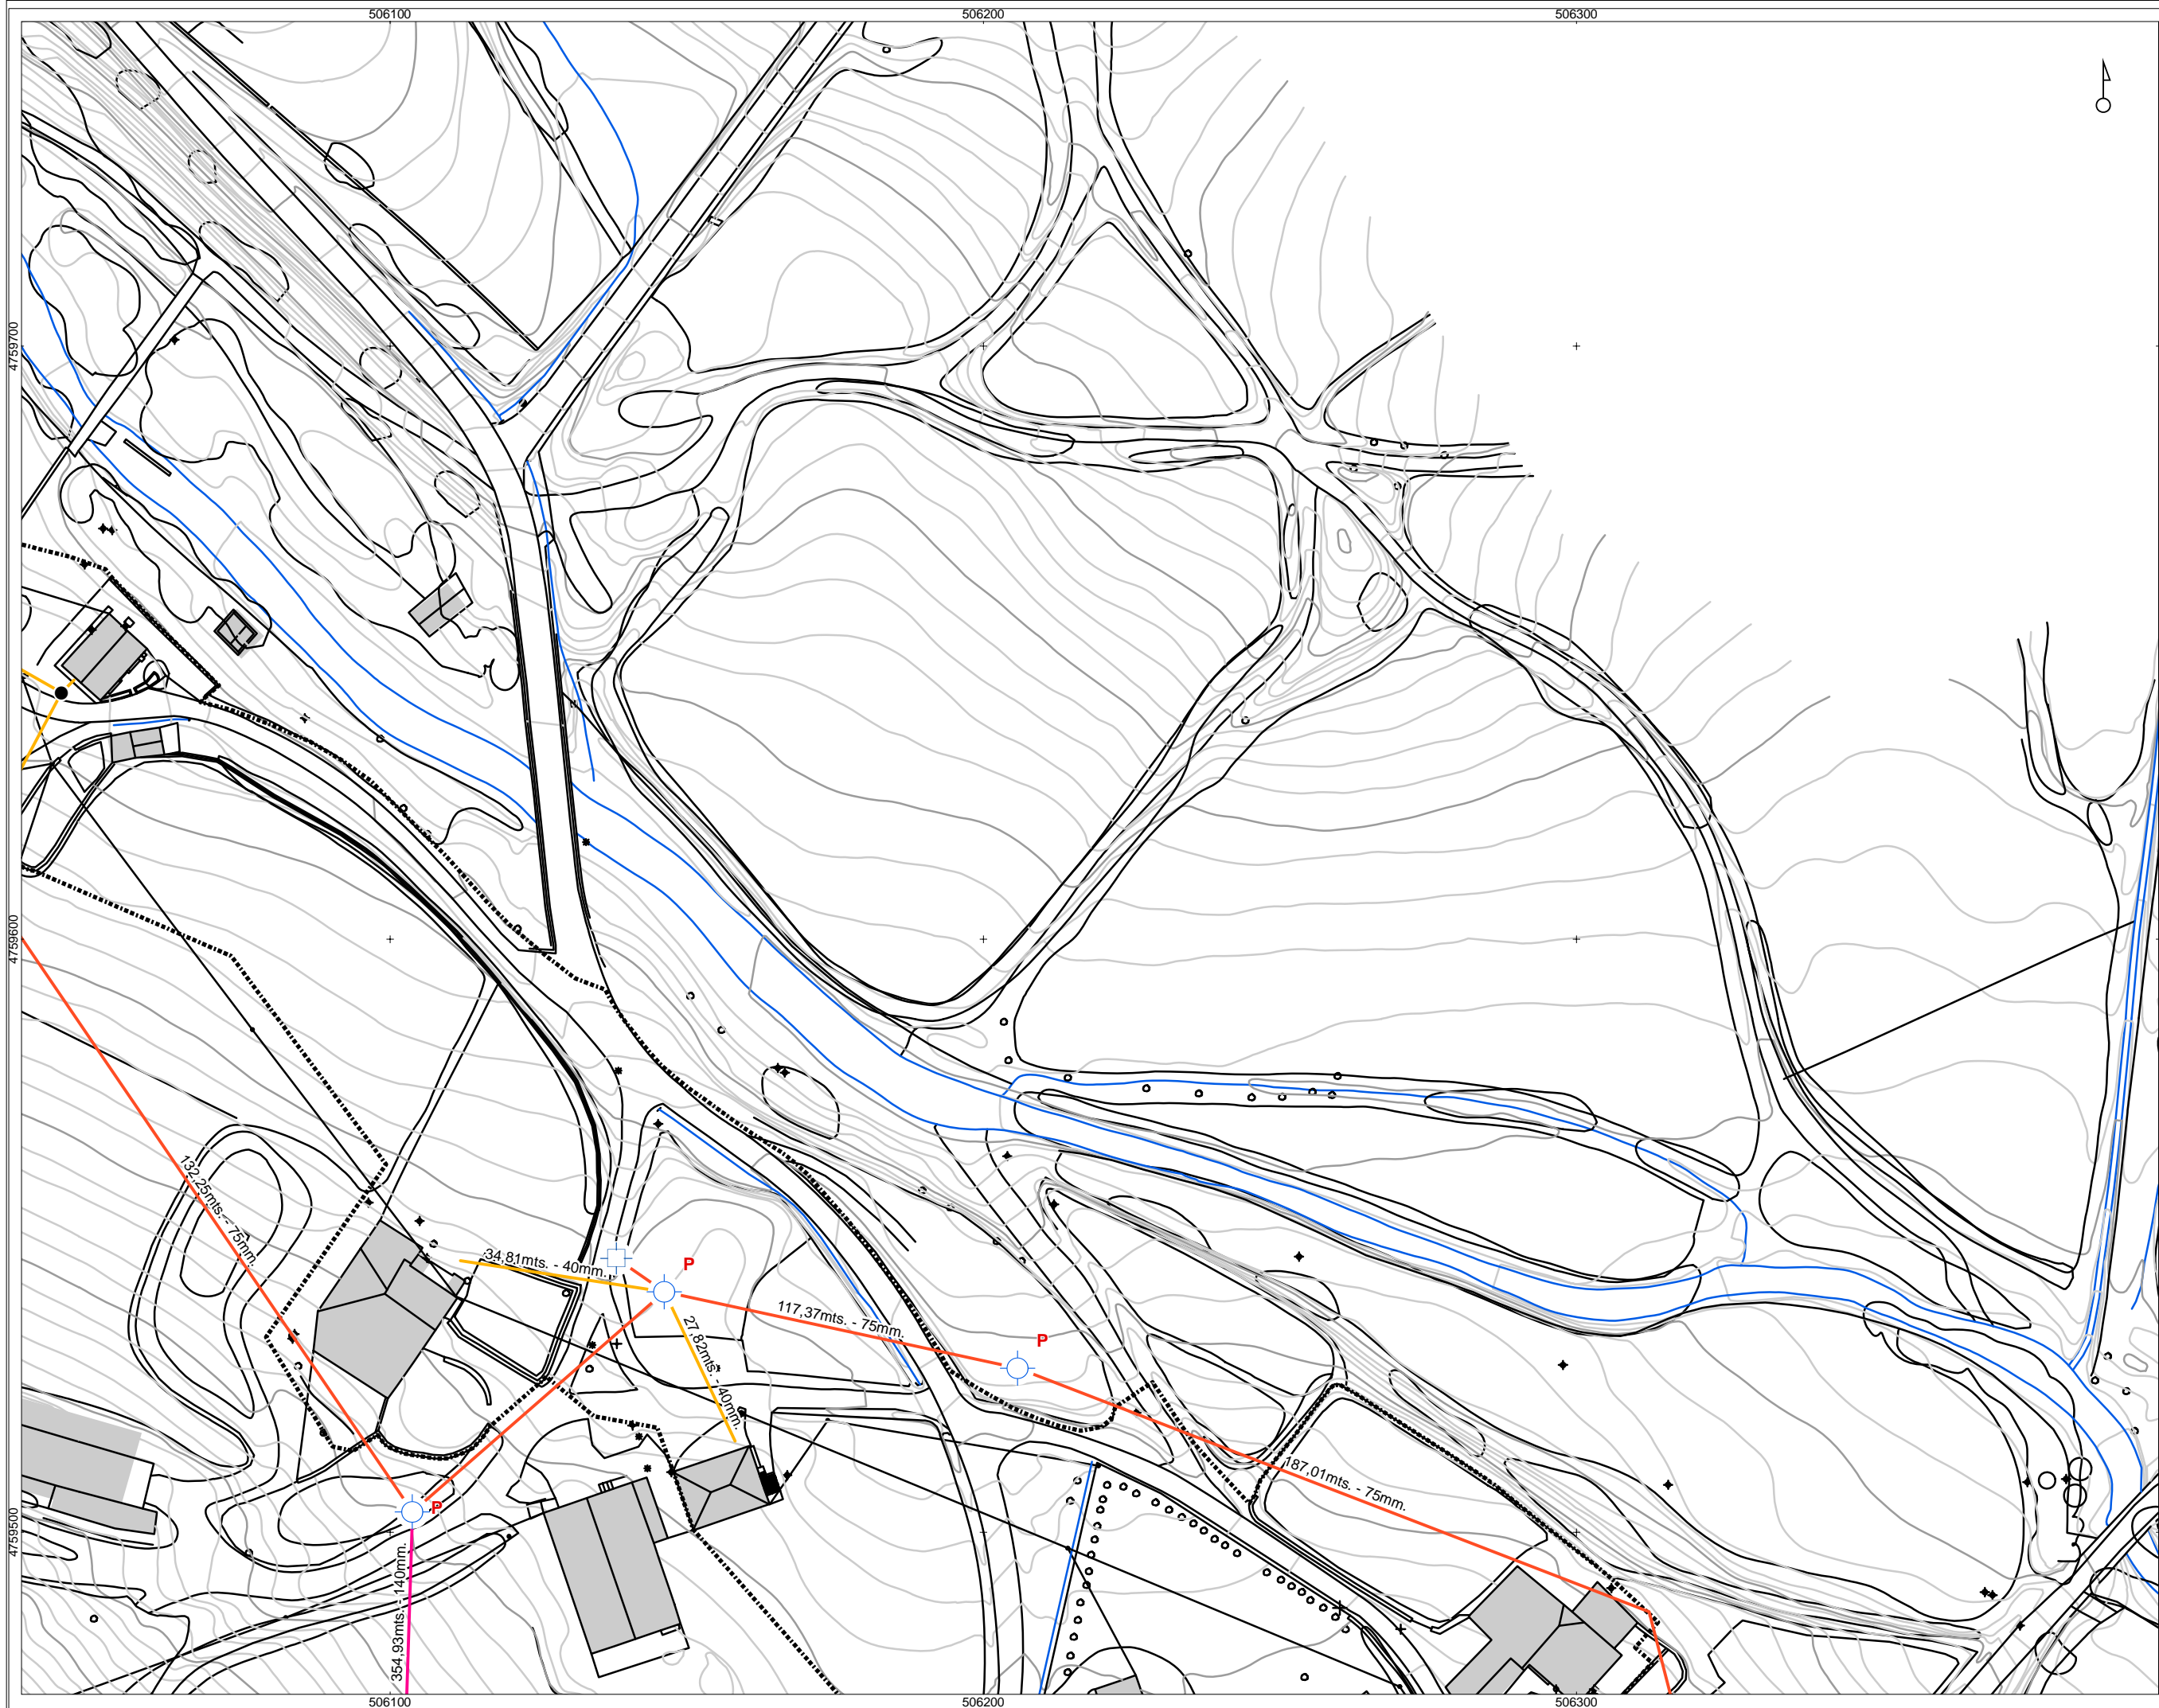 506100
506200
506300
4759700
4759600
132,25mts. - 75mm.
34,81mts. - 40mm.
P
117,37mts. - 75mm.
27,82mts. - 40mm.
P
187,01mts. - 75mm.
P
4759500
354,93mts. - 140mm.
506100
506200
506300